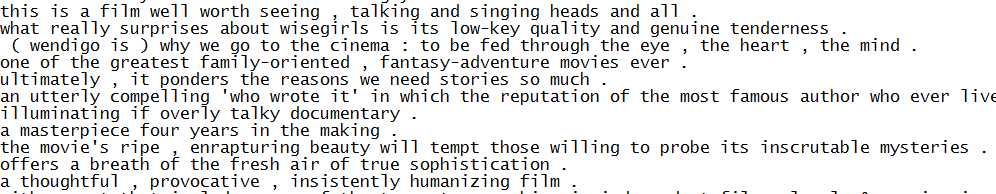 this is a film well worth seeing , talking and singing heads and all .
what really surprises about wisegirls is its low-key quality and genuine tenderness .
( wendigo is ) why we go to the cinema : to be fed through the eye , the heart , the mind .
one of the greatest family-oriented , fantasy-adventure movies ever .
ultimately , it ponders the reasons we need stories so much .
an utterly compelling 'who wrote it' in which the reputation of the most famous author who ever live
illuminating if overly talky documentary .
a masterpiece four years in the making .
the movie's ripe , enrapturing beauty will tempt those willing to probe its inscrutable mysteries .
offers a breath of the fresh air of true sophistication .
a thoughtful , provocative , insistently humanizing film .